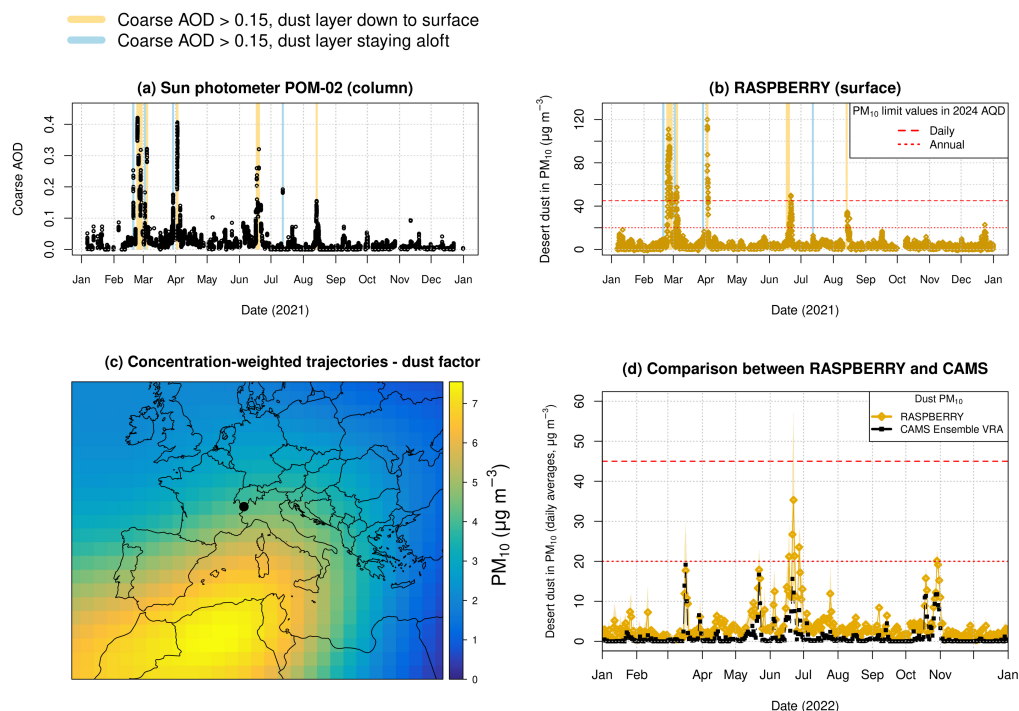 Coarse AOD > 0.15, dust layer down to surface
Coarse AOD > 0.15, dust layer staying aloft
(a) Sun photometer POM-02 (column)
Coarse AOD
0.4
0.3
0.2
0.1
0.0
Jan Feb Mar Apr May Jun Jul Aug Sep Oct Nov Dec Jan
Date (2021)
(b) RASPBERRY (surface)
Desert dust in PM₁₀ (µg m⁻³)
120
80
40
0
PM₁₀ limit values in 2024 AQD
Daily
Annual
Jan Feb Mar Apr May Jun Jul Aug Sep Oct Nov Dec Jan
Date (2021)
(c) Concentration-weighted trajectories - dust factor
7
6
5
4
3
2
1
0
PM₁₀ (µg m⁻³)
(d) Comparison between RASPBERRY and CAMS
Desert dust in PM₁₀ (daily averages, µg m⁻³)
60
50
40
30
20
10
0
Dust PM₁₀
RASPBERRY
CAMS Ensemble VRA
Jan Feb Apr May Jun Jul Aug Sep Oct Nov Jan
Date (2022)